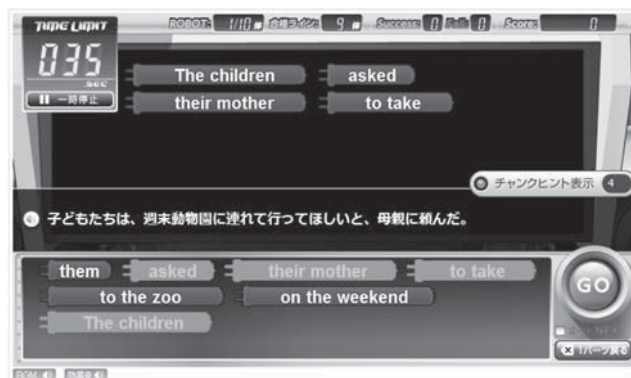 TIME LIMIT
ROBOT: 1/10 合格ライン 9 Success: 0 Fail: 0 Score: 0
035
.sec
一時停止
The children asked
their mother to take
チャンクヒント表示 4
子どもたちは、週末動物園に連れて行ってほしいと、母親に頼んだ。
them asked their mother to take
to the zoo on the weekend
The children
GO
1パーツ戻る
BGM 効果音